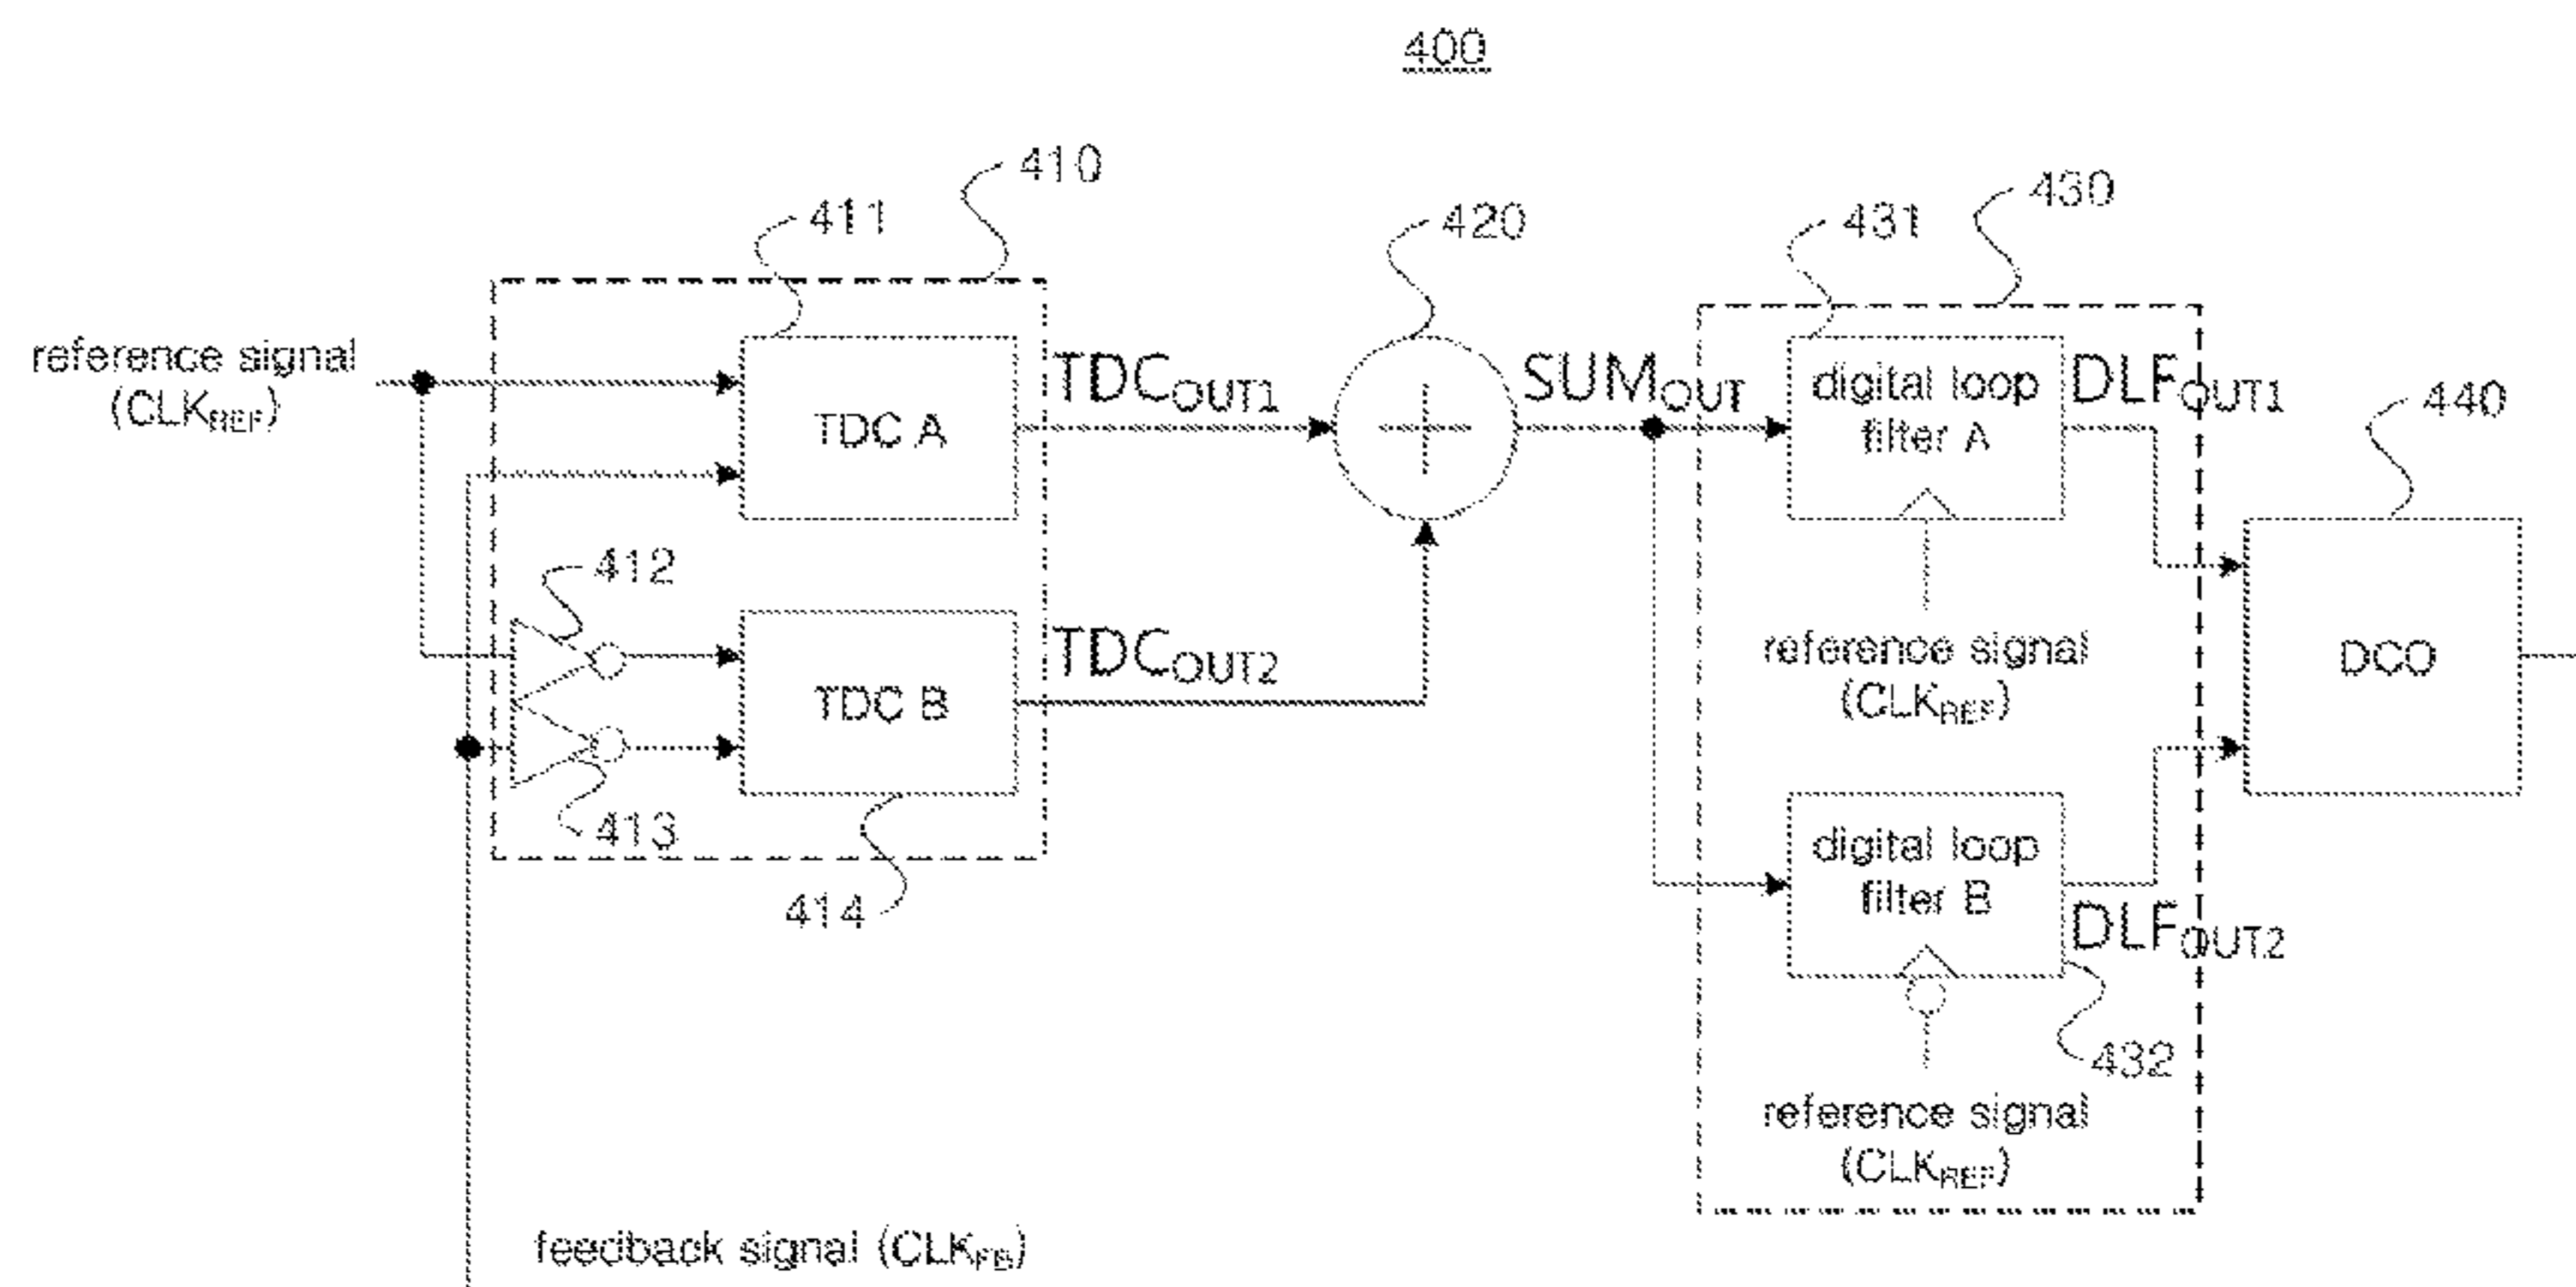 400
410
411
420
430
431
440
reference signal
(CLKREF)
TDC A
TDCOUT1
SUMOUT
digital loop
filter A
DLFOUT1
412
reference signal
(CLKREF)
TDC B
TDCOUT2
DCO
413
414
digital loop
filter B
DLFOUT2
432
reference signal
(CLKREF)
feedback signal (CLKFB)